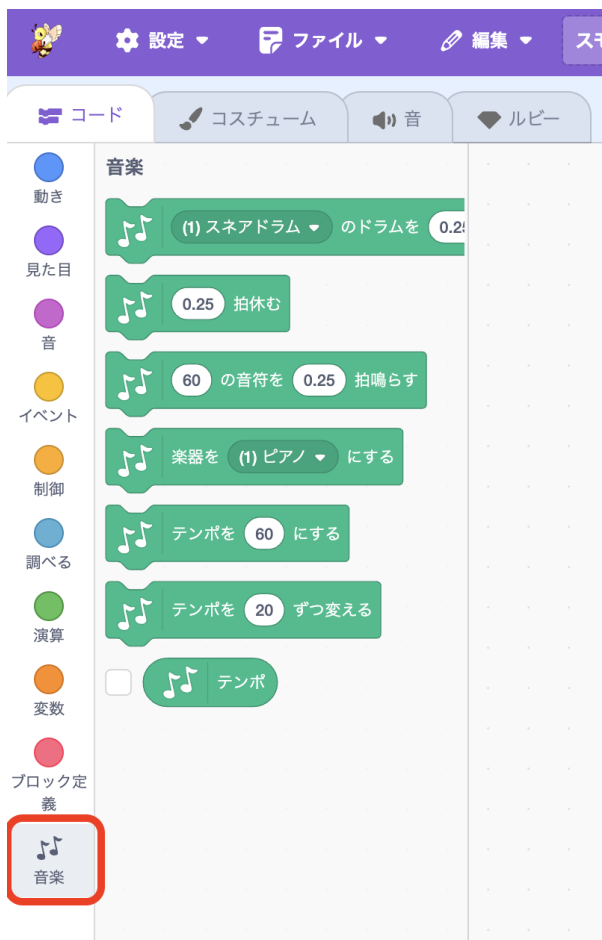 設定 ファイル 編集 ス
コード コスチューム 音 ルビー
動き
見た目
音
イベント
制御
調べる
演算
変数
ブロック定
義
音楽
音楽
(1) スネアドラム のドラムを 0.25
0.25 拍休む
60 の音符を 0.25 拍鳴らす
楽器を (1) ピアノ にする
テンポを 60 にする
テンポを 20 ずつ変える
テンポ